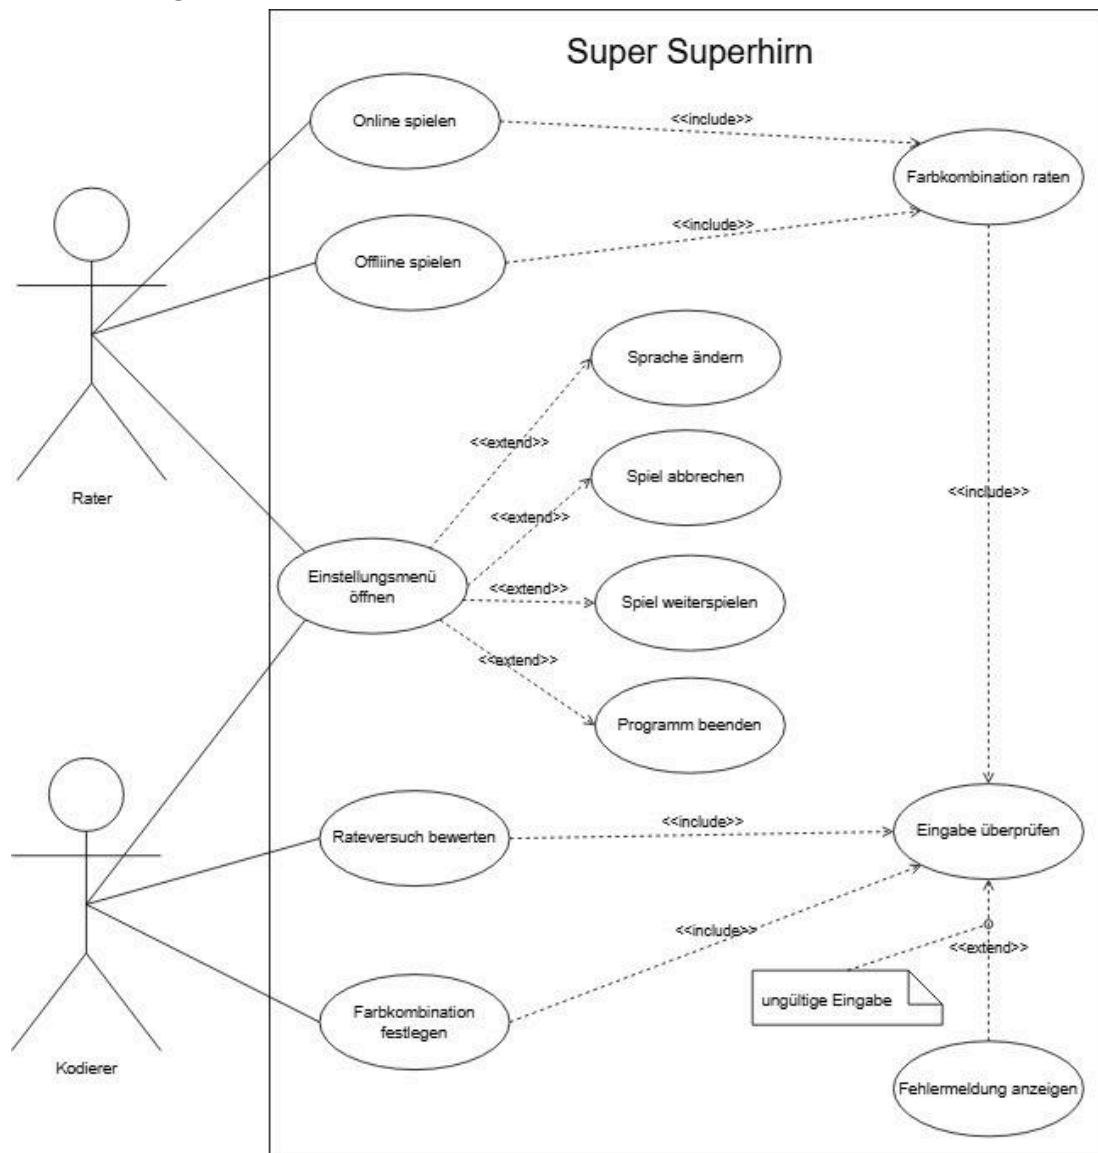 Super Superhirn
Online spielen
<<include>>
Farbkombination raten
Offliine spielen
<<include>>
Sprache ändern
<<extend>>
Spiel abbrechen
<<extend>>
Rater
<<include>>
Einstellungsmenü
öffnen
<<extend>>
Spiel weiterspielen
<<extend>>
Programm beenden
Rateversuch bewerten
<<include>>
Eingabe überprüfen
<<include>>
<<extend>>
ungültige Eingabe
Farbkombination
festlegen
Kodierer
Fehlermeldung anzeigen